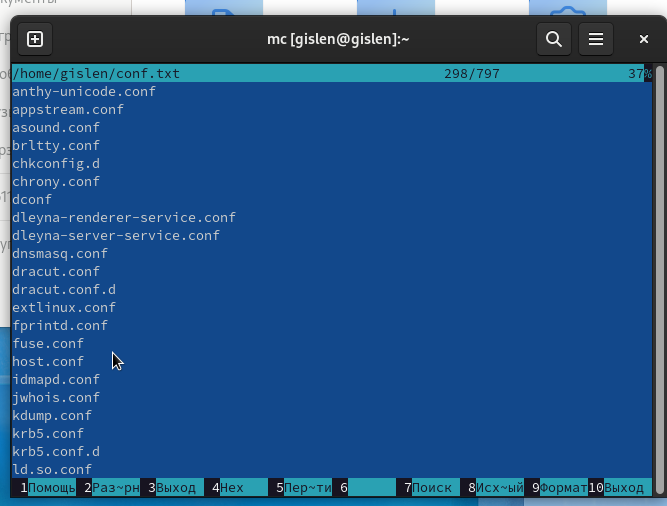 mc [gislen@gislen]:~
/home/gislen/conf.txt 298/797 37%
anthy-unicode.conf
appstream.conf
asound.conf
brltty.conf
chkconfig.d
chrony.conf
dconf
dleyna-renderer-service.conf
dleyna-server-service.conf
dnsmasq.conf
dracut.conf
dracut.conf.d
extlinux.conf
fprintd.conf
fuse.conf
host.conf
idmapd.conf
jwhois.conf
kdump.conf
krb5.conf
krb5.conf.d
ld.so.conf
1Помощь 2Раз~рн 3Выход 4Hex 5Пер~ти 6 7Поиск 8Исх~ый 9Формат 10Выход